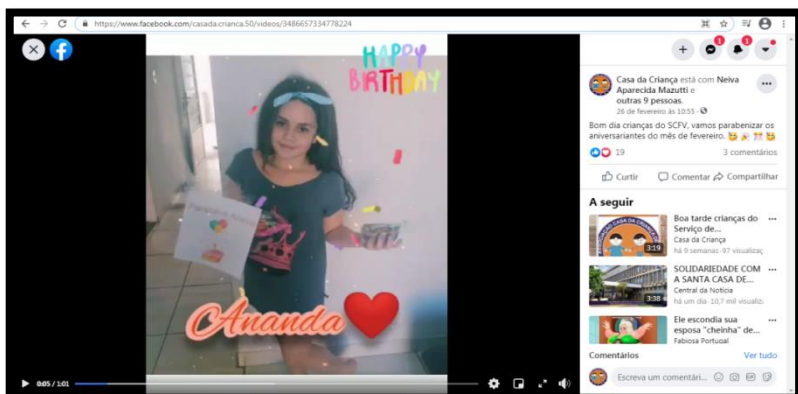 https://www.facebook.com/casada.crianca.50/videos/3486657334778224
HAPPY
BIRTHDAY
Ananda
0:05 / 1:01
1
1
Casa da Criança está com Neiva
Aparecida Mazutti e
outras 9 pessoas.
26 de fevereiro às 10:55 ·
Bom dia crianças do SCFV, vamos parabenizar os
aniversariantes do mês de fevereiro.
19
3 comentários
Curtir
Comentar
Compartilhar
A seguir
3:19
Boa tarde crianças do
Serviço de...
Casa da Criança
há 9 semanas · 97 visualizaç
3:38
SOLIDARIEDADE COM
A SANTA CASA DE...
Central da Notícia
há um dia · 10,7 mil visualiz:
Ele escondia sua
esposa "cheinha" de...
Fabiosa Portugal
Comentários
Ver tudo
Escreva um comentári...
GIF